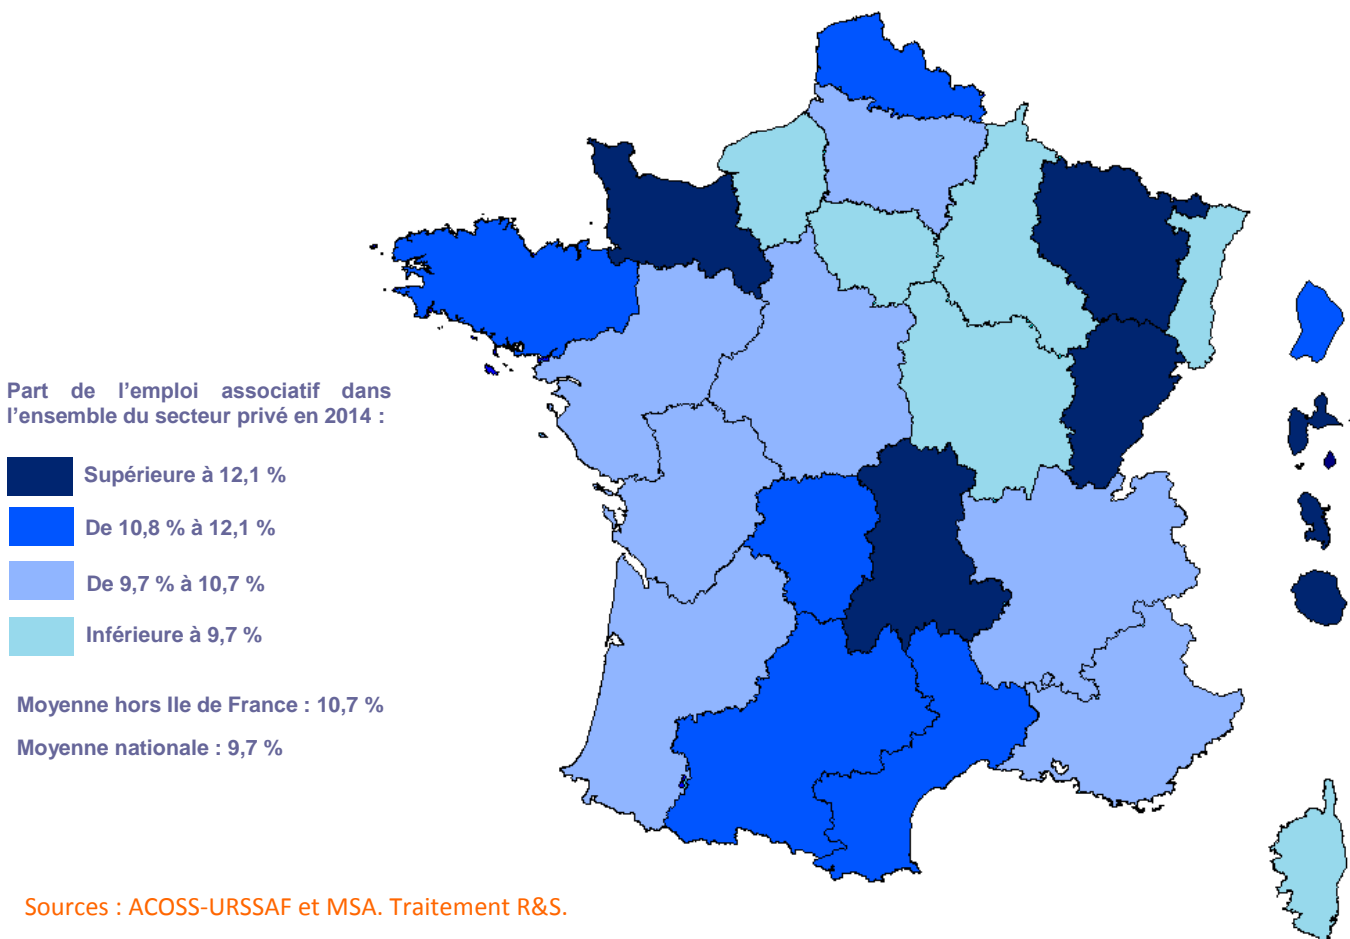 Part de l’emploi associatif dans
l’ensemble du secteur privé en 2014 :
Supérieure à 12,1 %
De 10,8 % à 12,1 %
De 9,7 % à 10,7 %
Inférieure à 9,7 %
Moyenne hors Ile de France : 10,7 %
Moyenne nationale : 9,7 %
Sources : ACOSS-URSSAF et MSA. Traitement R&S.